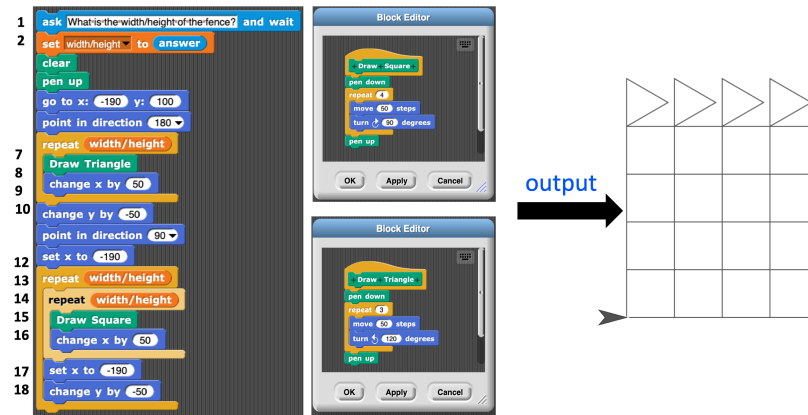 1 ask What is the width/height of the fence? and wait
2 set width/height to answer
clear
pen up
go to x: -190 y: 100
point in direction 180
7 repeat width/height
8 Draw Triangle
9 change x by 50
10 change y by -50
point in direction 90
12 set x to -190
13 repeat width/height
14 repeat width/height
15 Draw Square
16 change x by 50
17 set x to -190
18 change y by -50
Block Editor
+ Draw + Square +
pen down
repeat 4
move 50 steps
turn 90 degrees
pen up
OK Apply Cancel
Block Editor
+ Draw + Triangle +
pen down
repeat 3
move 50 steps
turn 120 degrees
pen up
OK Apply Cancel
output